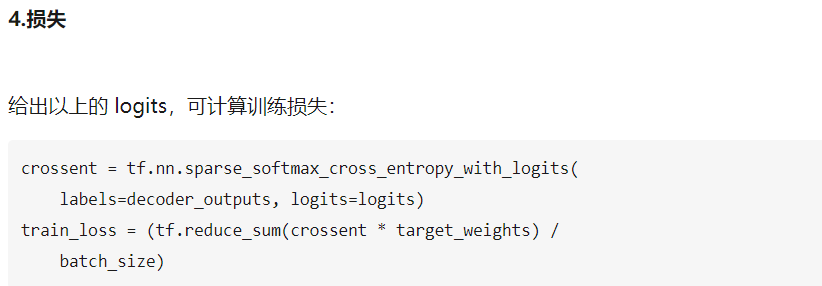 4.损失
给出以上的 logits，可计算训练损失：
crossent = tf.nn.sparse_softmax_cross_entropy_with_logits(
    labels=decoder_outputs, logits=logits)
train_loss = (tf.reduce_sum(crossent * target_weights) /
    batch_size)